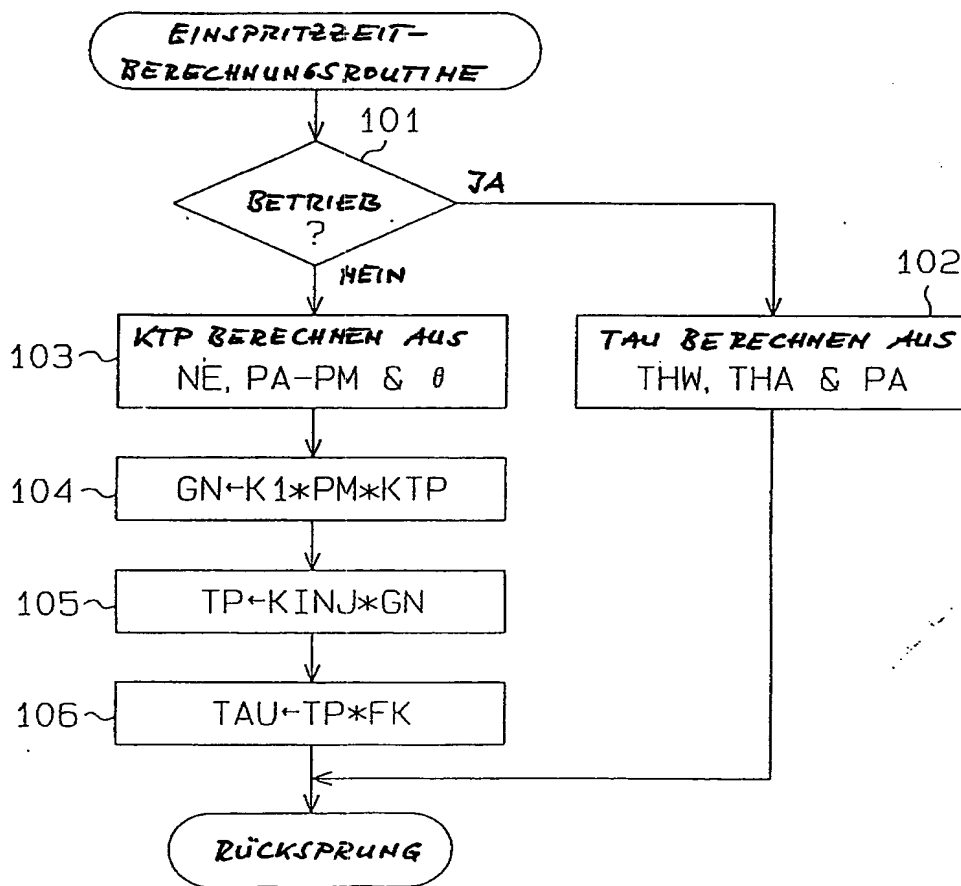 EINSPRITZZEIT-
BERECHNUNGSROUTINE
101
BETRIEB
?
JA
NEIN
102
103
KTP BERECHNEN AUS
NE, PA-PM & θ
TAU BERECHNEN AUS
THW, THA & PA
104
GN←K1*PM*KTP
105
TP←KINJ*GN
106
TAU←TP*FK
RÜCKSPRUNG